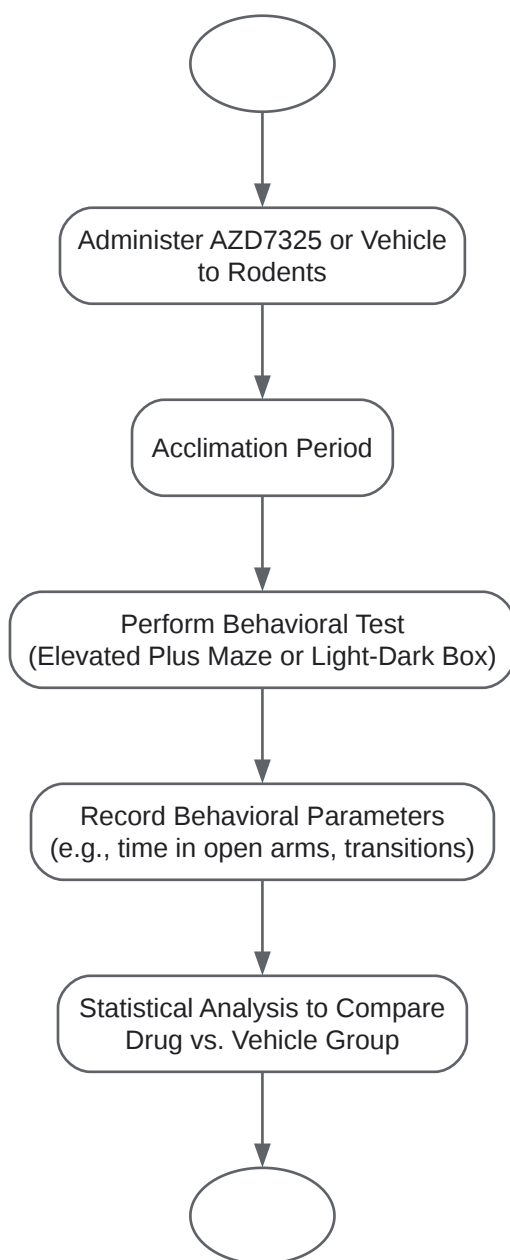 Administer AZD7325 or Vehicle
to Rodents
Acclimation Period
Perform Behavioral Test
(Elevated Plus Maze or Light-Dark Box)
Record Behavioral Parameters
(e.g., time in open arms, transitions)
Statistical Analysis to Compare
Drug vs. Vehicle Group